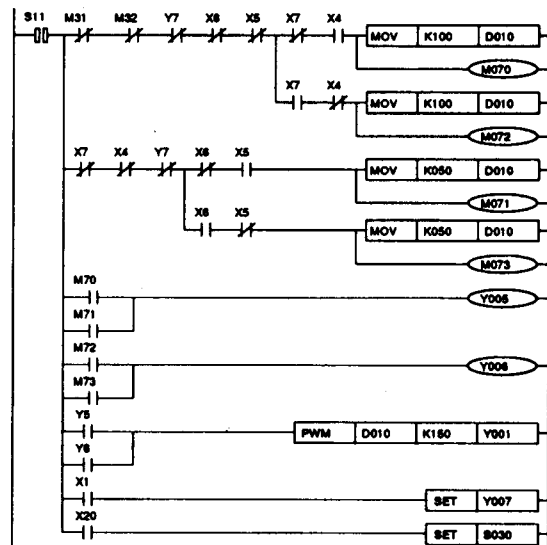 S11 M31 M32 Y7 X6 X5 X7 X4
MOV K100 D010
M070
X7 X4
MOV K100 D010
M072
X7 X4 Y7 X6 X5
MOV K050 D010
M071
X6 X5
MOV K050 D010
M073
M70
Y005
M71
M72
Y006
M73
Y5
PWM D010 K150 Y001
Y6
X1
SET Y007
X20
SET S030